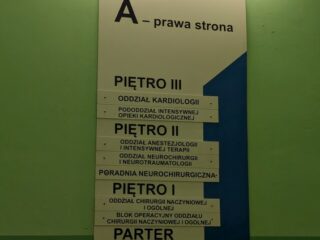 A – prawa strona
PIĘTRO III
ODDZIAŁ KARDIOLOGII
PODODDZIAŁ INTENSYWNEJ
OPIEKI KARDIOLOGICZNEJ
PIĘTRO II
ODDZIAŁ ANESTEZJOLOGII
I INTENSYWNEJ TERAPII
ODDZIAŁ NEUROCHIRURGII
I NEUROTRAUMATOLOGII
PORADNIA NEUROCHIRURGICZNA
PIĘTRO I
ODDZIAŁ CHIRURGII NACZYNIOWEJ
I OGÓLNEJ
BLOK OPERACYJNY ODDZIAŁU
CHIRURGII NACZYNIOWEJ I OGÓLNEJ
PARTER